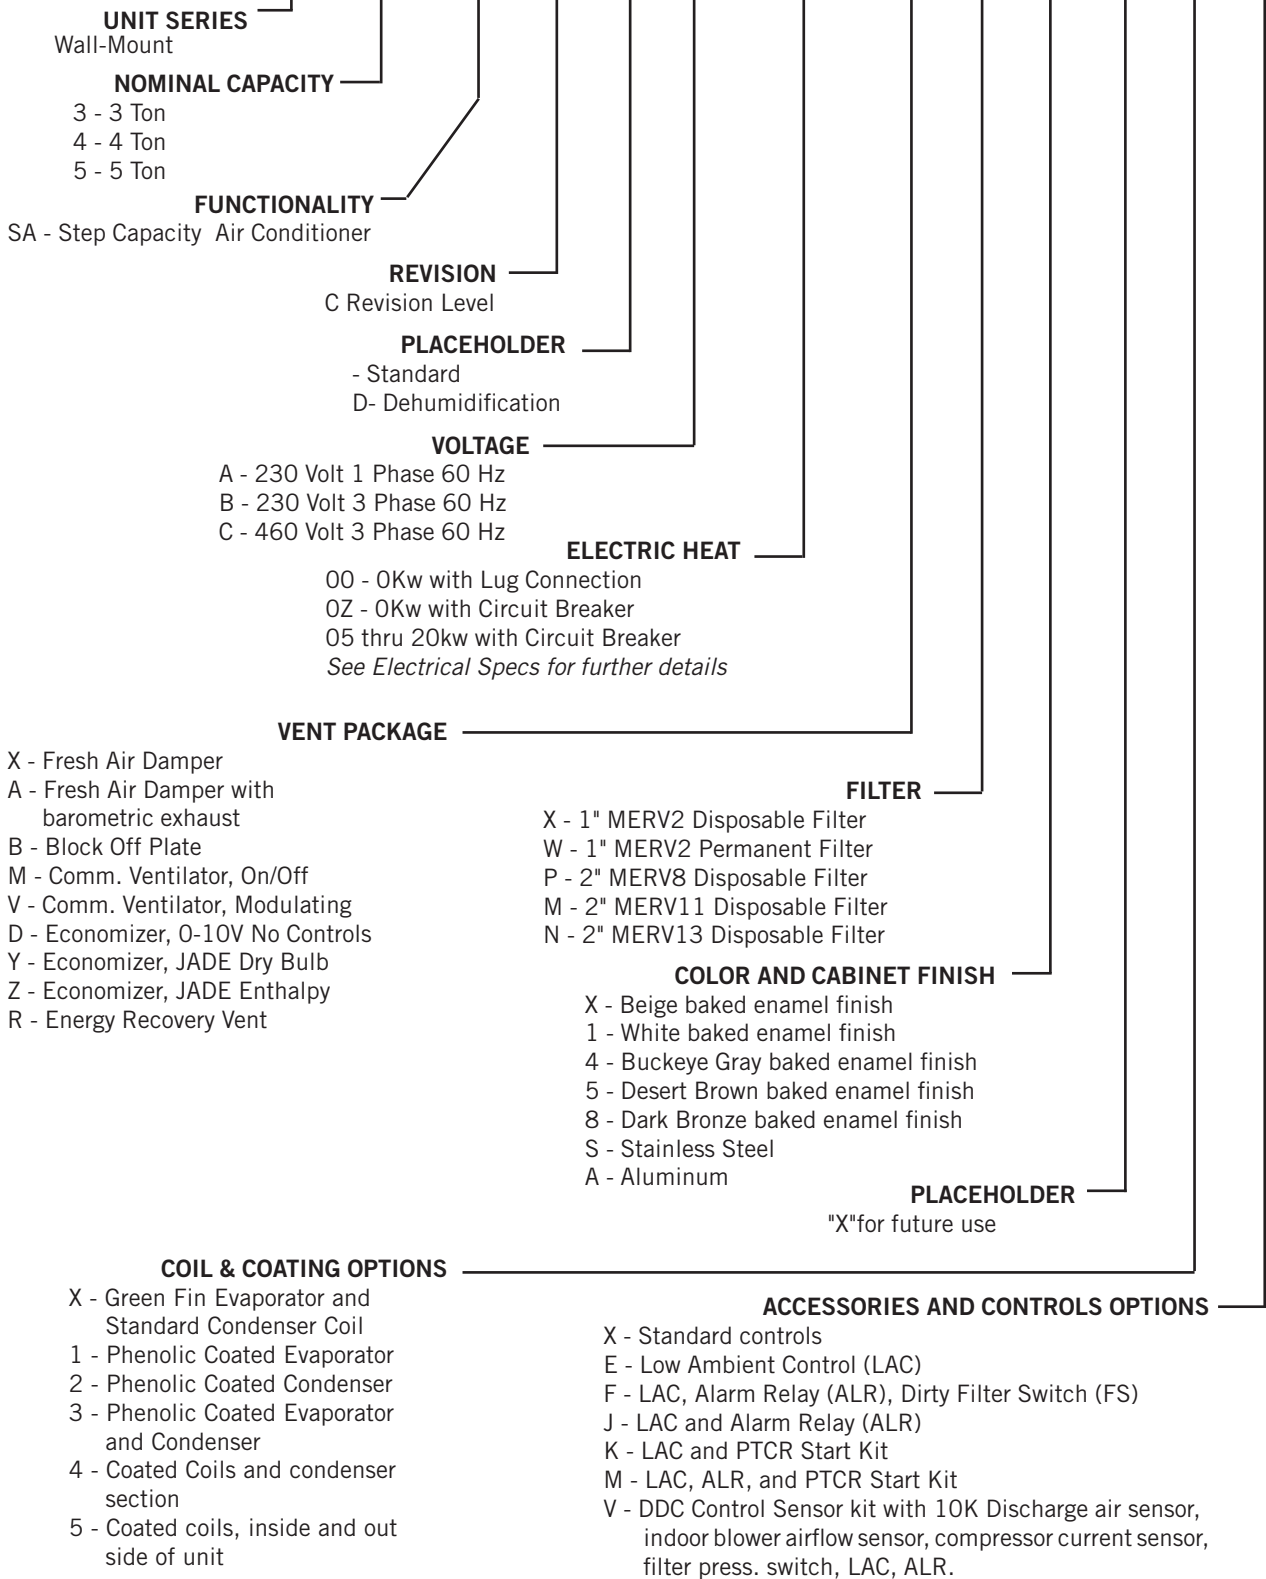 UNIT SERIES
Wall-Mount
NOMINAL CAPACITY
3 - 3 Ton
4 - 4 Ton
5 - 5 Ton
FUNCTIONALITY
SA - Step Capacity Air Conditioner
REVISION
C Revision Level
PLACEHOLDER
- Standard
D- Dehumidification
VOLTAGE
A - 230 Volt 1 Phase 60 Hz
B - 230 Volt 3 Phase 60 Hz
C - 460 Volt 3 Phase 60 Hz
ELECTRIC HEAT
00 - 0Kw with Lug Connection
0Z - 0Kw with Circuit Breaker
05 thru 20kw with Circuit Breaker
See Electrical Specs for further details
VENT PACKAGE
X - Fresh Air Damper
A - Fresh Air Damper with
barometric exhaust
B - Block Off Plate
M - Comm. Ventilator, On/Off
V - Comm. Ventilator, Modulating
D - Economizer, 0-10V No Controls
Y - Economizer, JADE Dry Bulb
Z - Economizer, JADE Enthalpy
R - Energy Recovery Vent
FILTER
X - 1" MERV2 Disposable Filter
W - 1" MERV2 Permanent Filter
P - 2" MERV8 Disposable Filter
M - 2" MERV11 Disposable Filter
N - 2" MERV13 Disposable Filter
COLOR AND CABINET FINISH
X - Beige baked enamel finish
1 - White baked enamel finish
4 - Buckeye Gray baked enamel finish
5 - Desert Brown baked enamel finish
8 - Dark Bronze baked enamel finish
S - Stainless Steel
A - Aluminum
PLACEHOLDER
"X"for future use
COIL & COATING OPTIONS
X - Green Fin Evaporator and
Standard Condenser Coil
1 - Phenolic Coated Evaporator
2 - Phenolic Coated Condenser
3 - Phenolic Coated Evaporator
and Condenser
4 - Coated Coils and condenser
section
5 - Coated coils, inside and out
side of unit
ACCESSORIES AND CONTROLS OPTIONS
X - Standard controls
E - Low Ambient Control (LAC)
F - LAC, Alarm Relay (ALR), Dirty Filter Switch (FS)
J - LAC and Alarm Relay (ALR)
K - LAC and PTCR Start Kit
M - LAC, ALR, and PTCR Start Kit
V - DDC Control Sensor kit with 10K Discharge air sensor,
indoor blower airflow sensor, compressor current sensor,
filter press. switch, LAC, ALR.